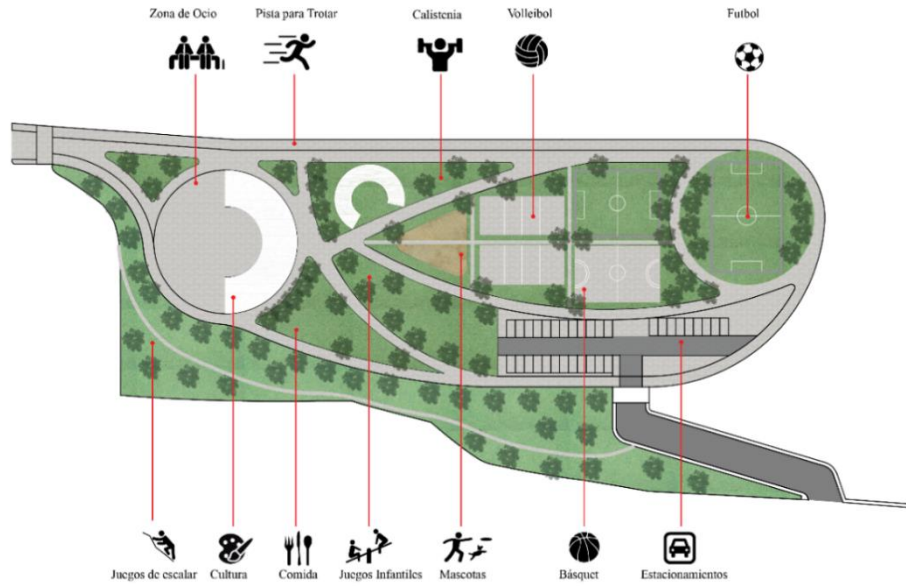 Zona de Ocio
Pista para Trotar
Calistenia
Volleibol
Futbol
Juegos de escalar
Cultura
Comida
Juegos Infantiles
Mascotas
Básquet
Estacionamientos